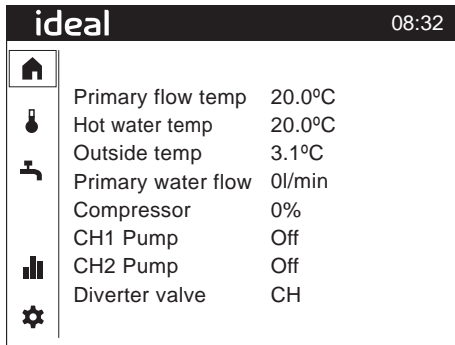 ideal 08:32
Primary flow temp 20.0ºC
Hot water temp 20.0ºC
Outside temp 3.1ºC
Primary water flow 0l/min
Compressor 0%
CH1 Pump Off
CH2 Pump Off
Diverter valve CH